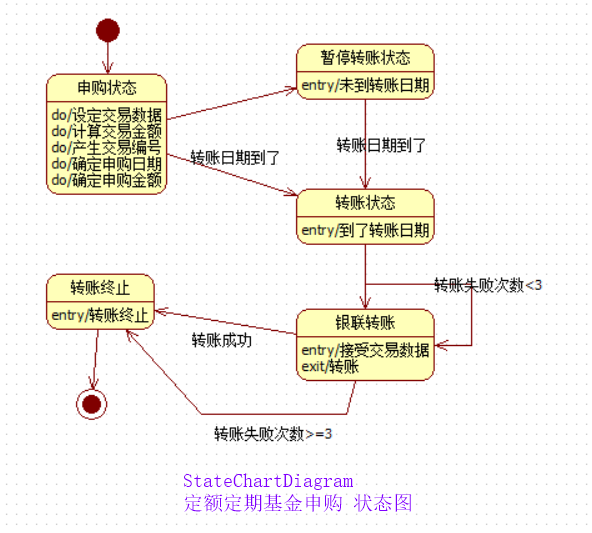 申购状态
do/设定交易数据
do/计算交易金额
do/产生交易编号
do/确定申购日期
do/确定申购金额
暂停转账状态
entry/未到转账日期
转账日期到了
转账日期到了
转账状态
entry/到了转账日期
转账失败次数<3
转账终止
entry/转账终止
银联转账
entry/接受交易数据
exit/转账
转账成功
转账失败次数>=3
StateChartDiagram
定额定期基金申购 状态图